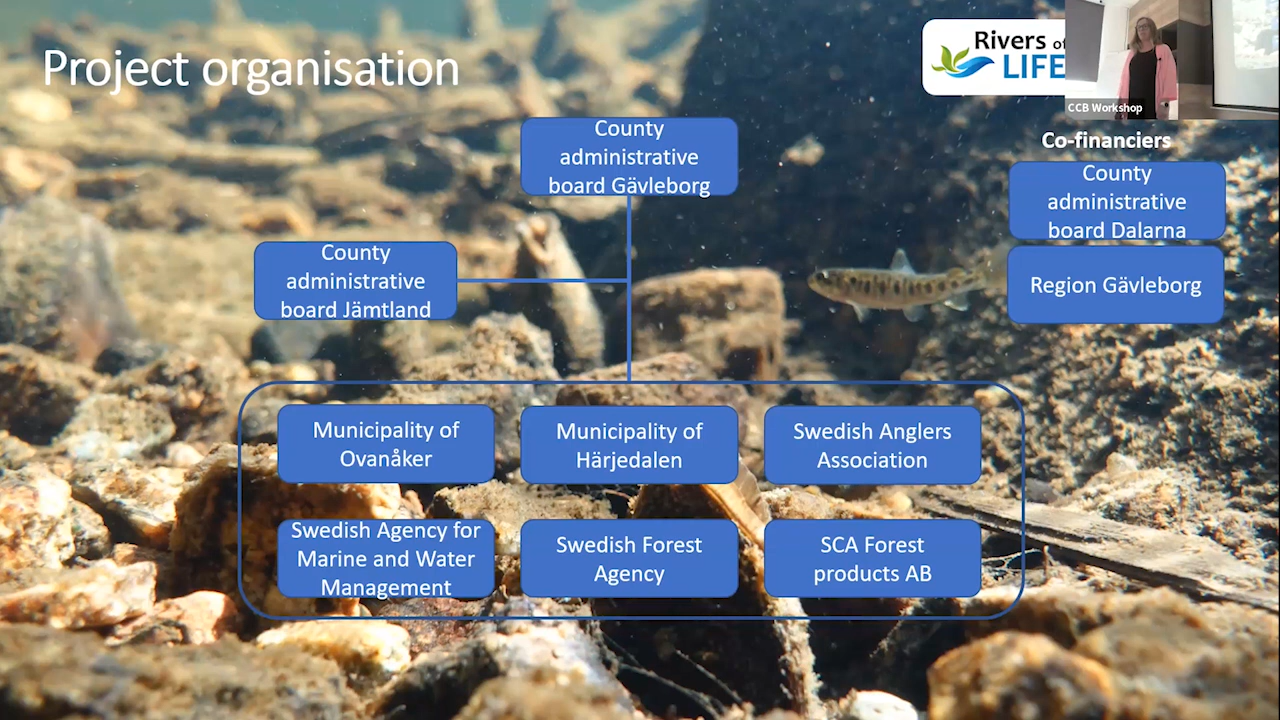 Project organisation
Rivers of
LIFE
CCB Workshop
Co-financiers
County
administrative
board Gävleborg
County
administrative
board Dalarna
County
administrative
board Jämtland
Region Gävleborg
Municipality of
Ovanåker
Municipality of
Härjedalen
Swedish Anglers
Association
Swedish Agency for
Marine and Water
Management
Swedish Forest
Agency
SCA Forest
products AB